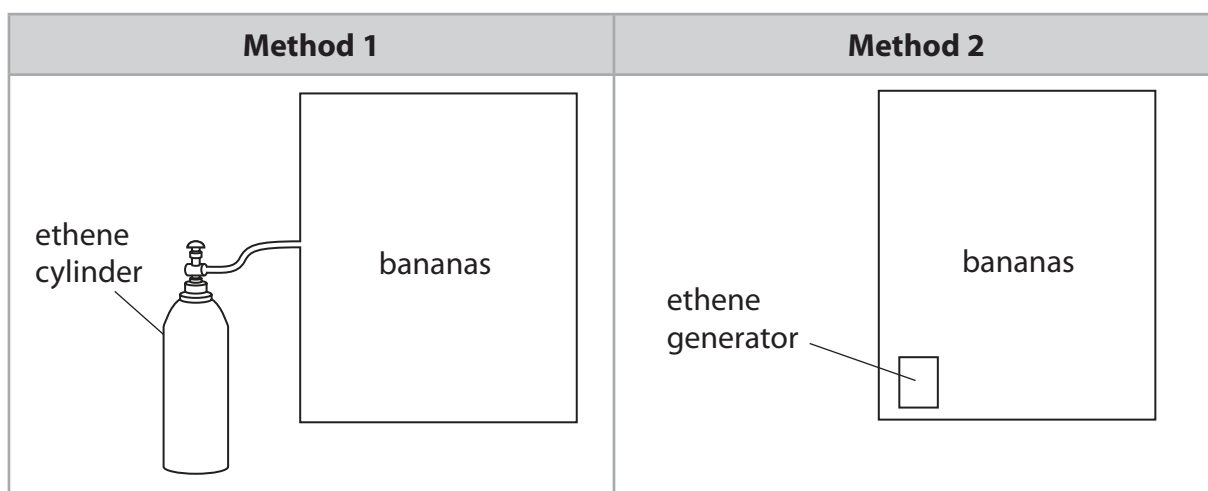 Method 1
Method 2
ethene
cylinder
bananas
ethene
generator
bananas